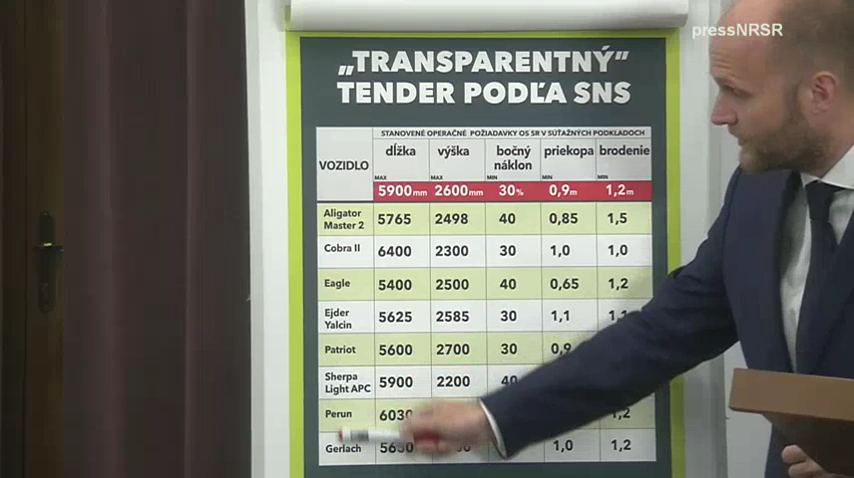 pressNRSR
„TRANSPARENTNÝ"
TENDER PODĽA SNS
STANOVENÉ OPERAČNÉ POŽIADAVKY OS SR V SÚŤAŽNÝCH PODKLADOCH
VOZIDLO dĺžka výška bočný náklon priekopa brodenie
MAX MAX MIN MIN MIN
5900mm 2600mm 30% 0,9m 1,2m
Aligator Master 2 5765 2498 40 0,85 1,5
Cobra II 6400 2300 30 1,0 1,0
Eagle 5400 2500 40 0,65 1,2
Ejder Yalcin 5625 2585 30 1,1
Patriot 5600 2700 30 0,9
Sherpa Light APC 5900 2200 40
Perun 6030 1,2
Gerlach 1,0 1,2